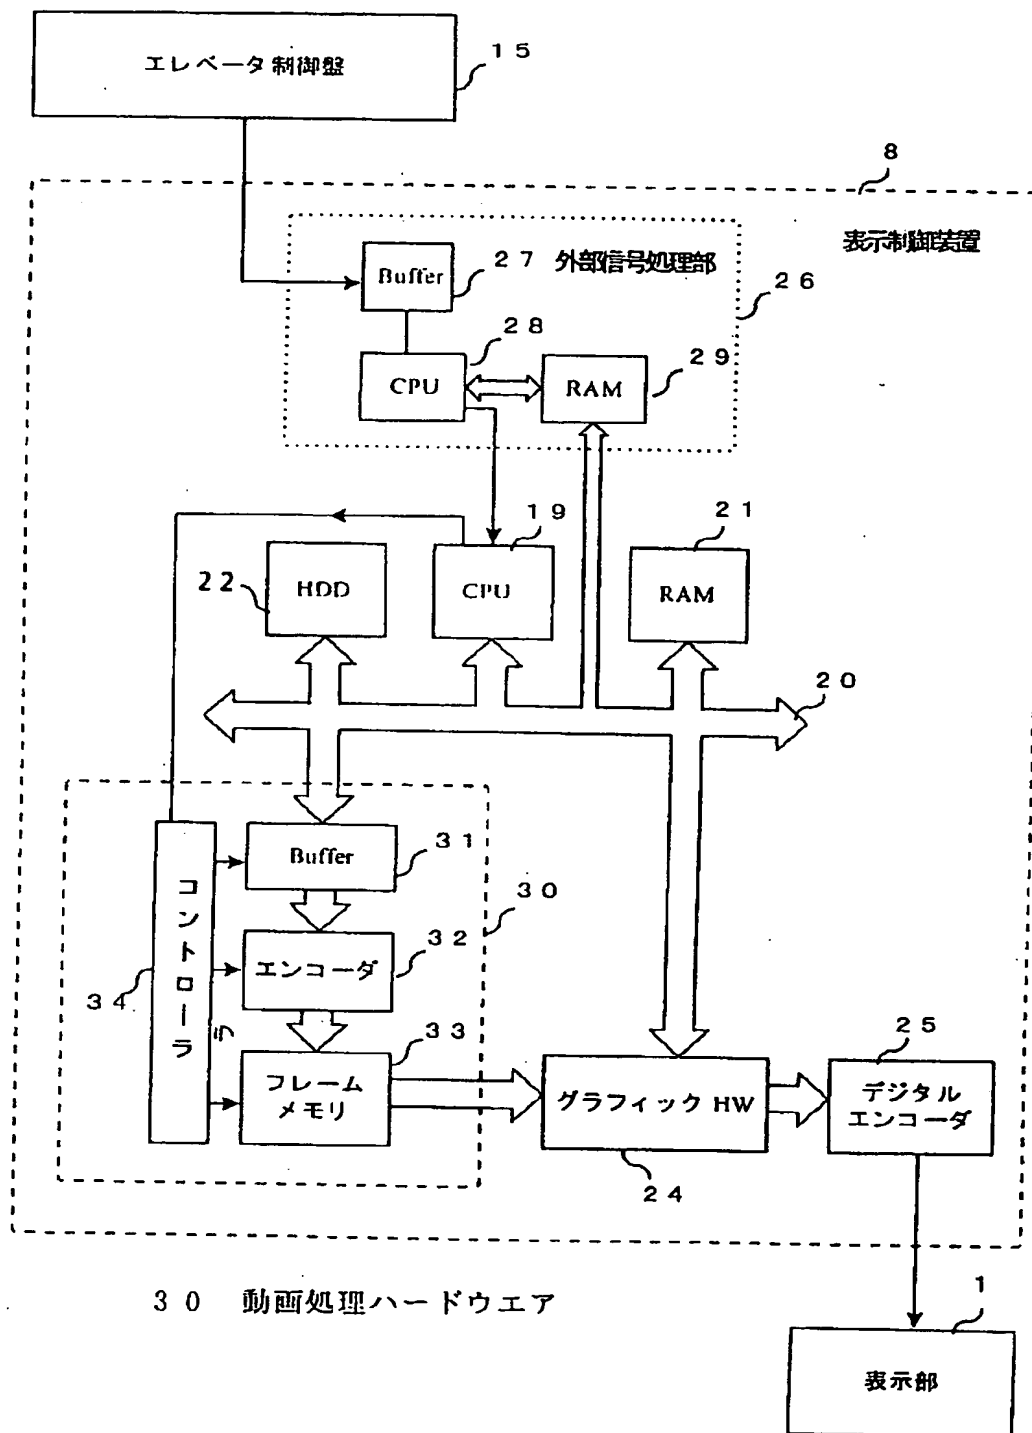 エレベータ制御盤
15
8
表示制御装置
Buffer
27 外部信号処理部
26
28
CPU
RAM
29
19
21
22
HDD
CPU
RAM
20
Buffer
31
30
コントローラ
ラ
エンコーダ
32
34
33
フレーム
メモリ
グラフィック HW
24
25
デジタル
エンコーダ
30 動画処理ハードウエア
1
表示部